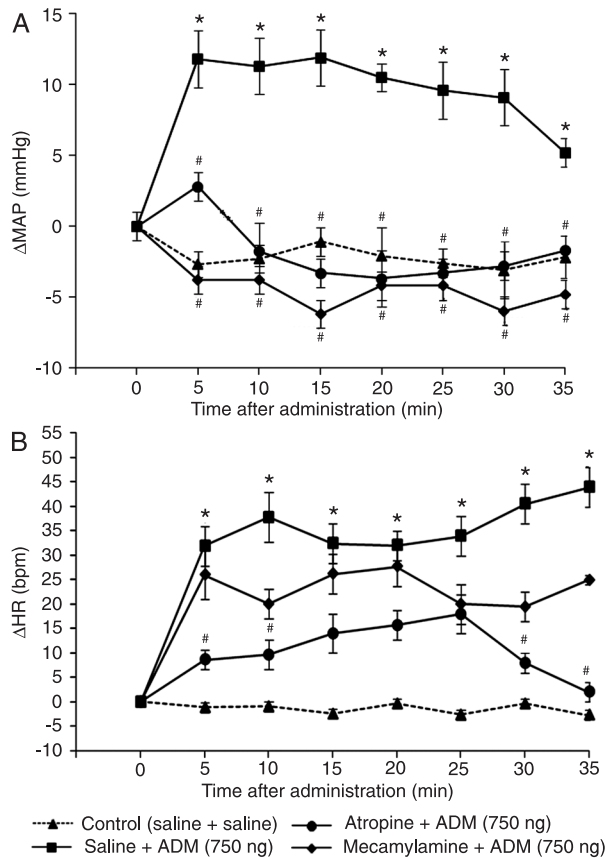 A
15
* * * * * * *
10
ΔMAP (mmHg)
5
#
# # # # # #
0
-5
# # # # # # #
-10
0 5 10 15 20 25 30 35
Time after administration (min)
B
55
50
45
40
35
30
25
20
15
10
5
0
-5
-10
ΔHR (bpm)
* * * * * * *
# # # #
0 5 10 15 20 25 30 35
Time after administration (min)
Control (saline + saline) Atropine + ADM (750 ng)
Saline + ADM (750 ng) Mecamylamine + ADM (750 ng)